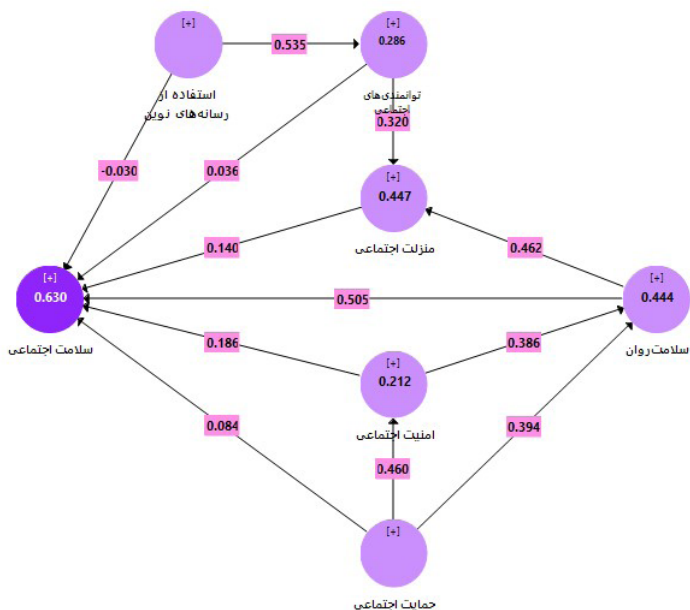 [+]
0.535
[+]
0.286
استفاده از
رسانه‌های نوین
توانمندی‌های
اجتماعی
0.320
-0.030
0.036
[+]
0.447
منزلت اجتماعی
0.140
0.462
[+]
0.630
سلامت اجتماعی
0.505
[+]
0.444
سلامت روان
0.186
0.386
[+]
0.212
امنیت اجتماعی
0.084
0.394
0.460
[+]
حمایت اجتماعی